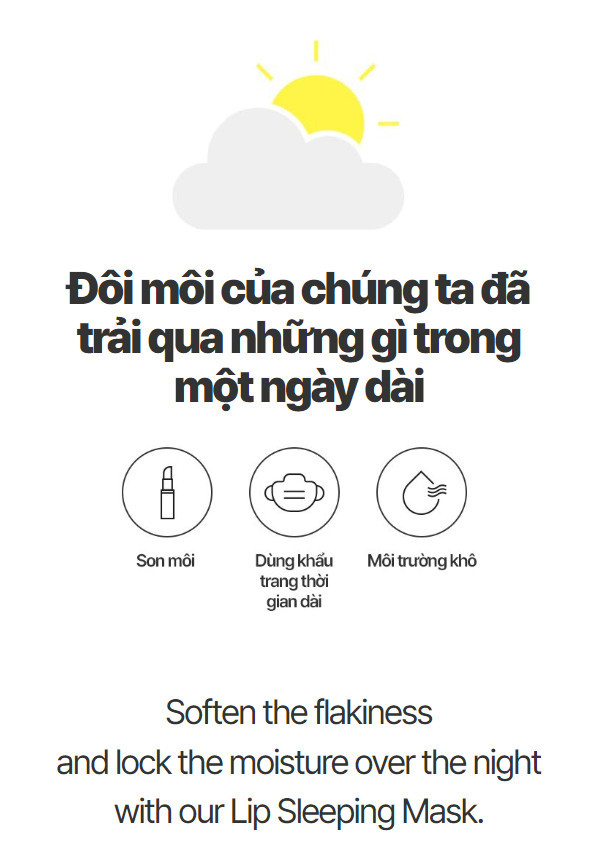 Đôi môi của chúng ta đã
trải qua những gì trong
một ngày dài
Son môi
Dùng khẩu
trang thời
gian dài
Môi trường khô
Soften the flakiness
and lock the moisture over the night
with our Lip Sleeping Mask.